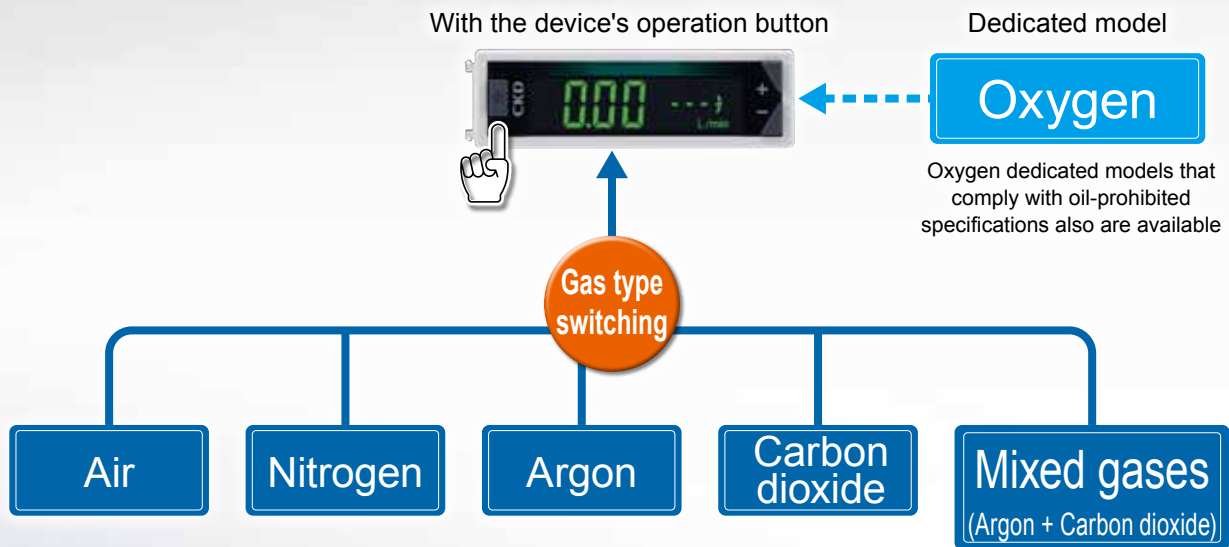 With the device's operation button
Dedicated model
CKD
0.00
L/min
+
−
Oxygen
Oxygen dedicated models that
comply with oil-prohibited
specifications also are available
Gas type
switching
Air
Nitrogen
Argon
Carbon
dioxide
Mixed gases
(Argon + Carbon dioxide)